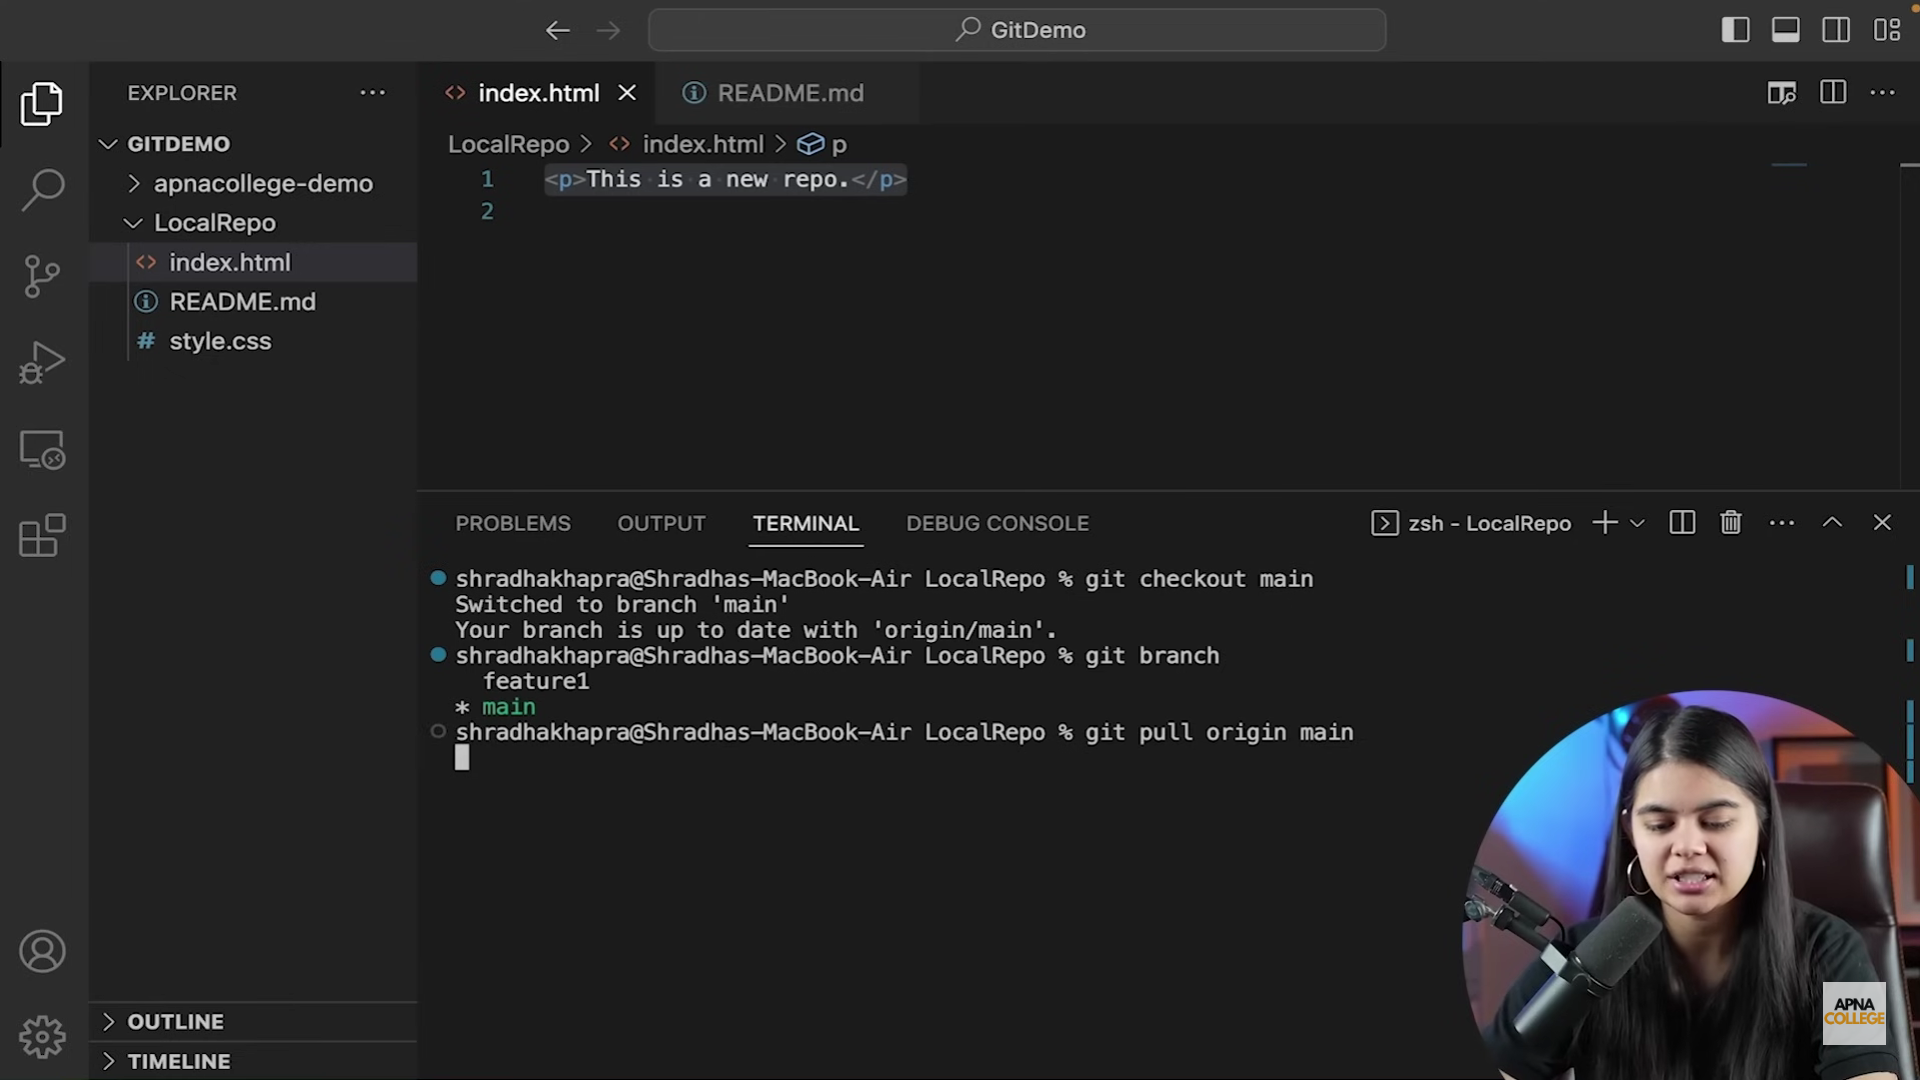 GitDemo
EXPLORER
index.html
README.md
GITDEMO
apnacollege-demo
LocalRepo
index.html
README.md
style.css
LocalRepo > index.html > p
1 <p>This is a new repo.</p>
2
PROBLEMS OUTPUT TERMINAL DEBUG CONSOLE
zsh - LocalRepo
shradhakhapra@Shradhas-MacBook-Air LocalRepo % git checkout main
Switched to branch 'main'
Your branch is up to date with 'origin/main'.
shradhakhapra@Shradhas-MacBook-Air LocalRepo % git branch
feature1
* main
shradhakhapra@Shradhas-MacBook-Air LocalRepo % git pull origin main
OUTLINE
TIMELINE
APNA
COLLEGE